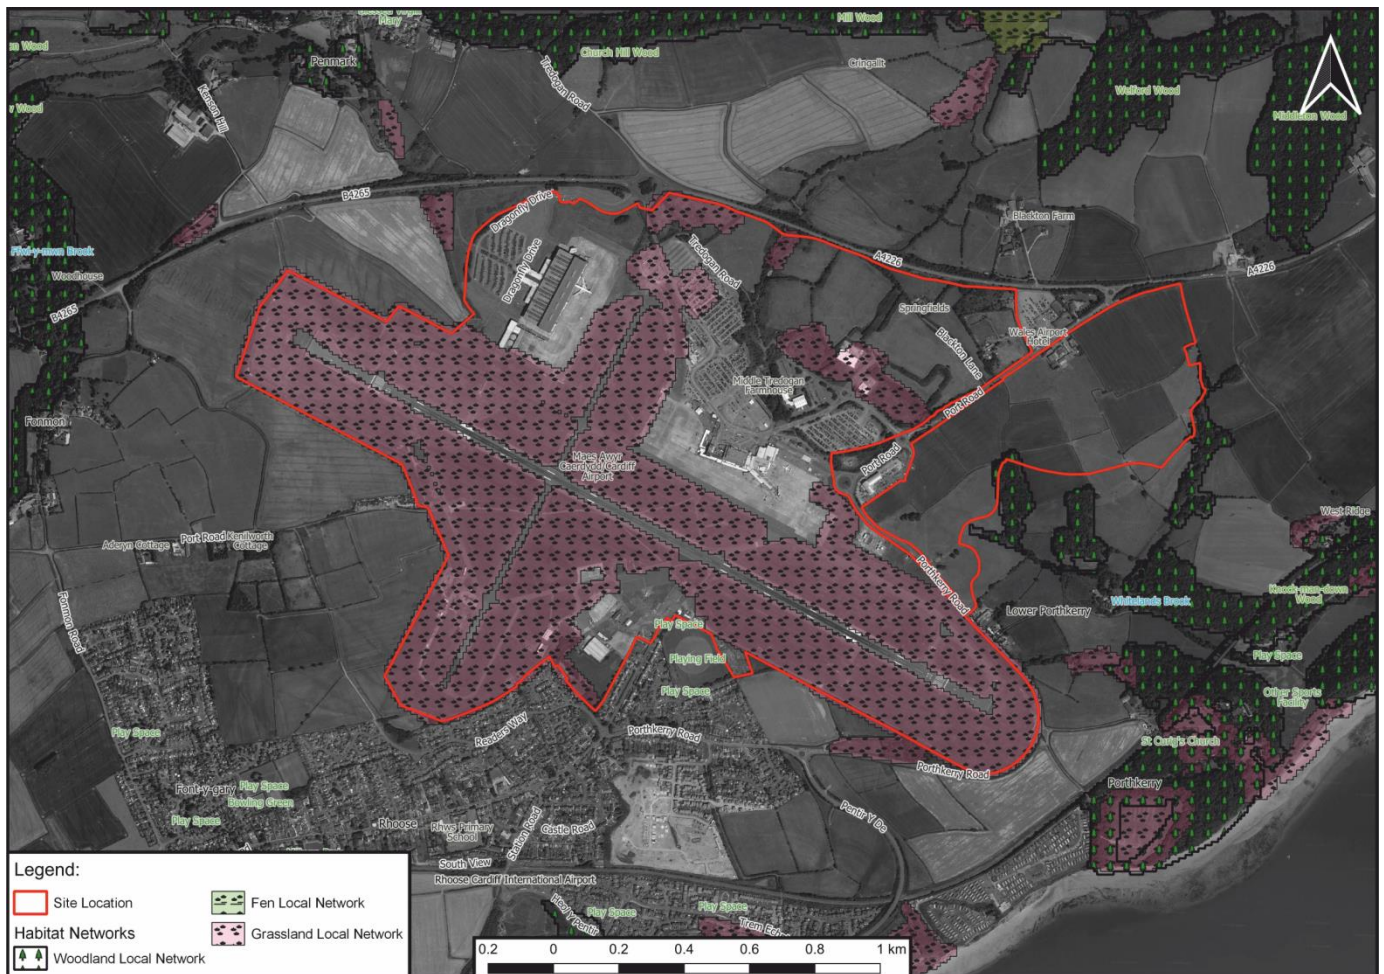 Mary
Mill Wood
Church Hill Wood
Penmark
Tredogan Road
Cringallt
Kenson Hill
Welford Wood
Middleton Wood
B4265
Dragonfly Drive
Dragonfly Drive
Blackton Farm
Ffwl-y-mwn Brook
Woodhouse
Tredogan Road
A4226
A4226
B4265
Springfields
Blackton Lane
Wales Airport
Hotel
Middle Tredogan
Farmhouse
Port Road
Fonmon
Maes Awyr
Caerdydd/Cardiff
Airport
Port Road
West Ridge
Aderyn Cottage
Port Road
Kenilworth
Cottage
Porthkerry Road
Knock-man-down
Wood
Whitelands Brook
Lower Porthkerry
Fonmon Road
Play Space
Playing Field
Play Space
Play Space
Other Sports
Facility
Readers Way
Play Space
Porthkerry Road
St Curig's Church
Porthkerry Road
Porthkerry
Font-y-gary
Play Space
Bowling Green
Play Space
Pentir Y De
Rhoose
Rhws Primary
School
Station Road
Castle Road
South View
Rhoose Cardiff International Airport
Play Space
Play Space
Hool Y Pentir
Legend:
Site Location
Fen Local Network
Habitat Networks
Grassland Local Network
Woodland Local Network
0.2 0 0.2 0.4 0.6 0.8 1 km